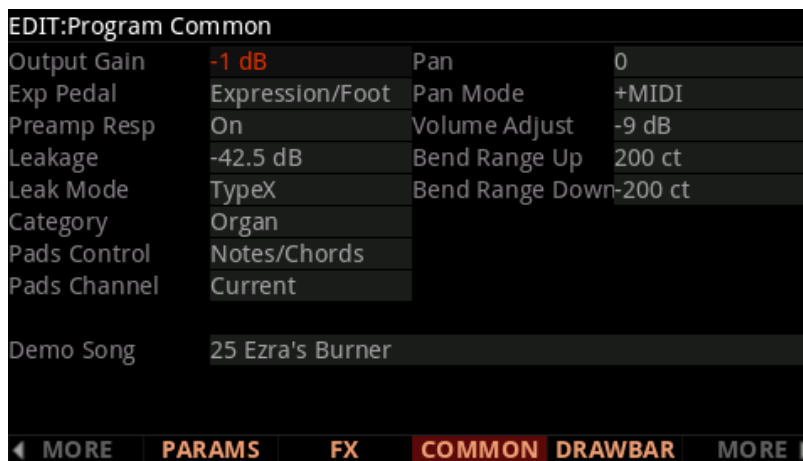 EDIT:Program Common
Output Gain -1 dB Pan 0
Exp Pedal Expression/Foot Pan Mode +MIDI
Preamp Resp On Volume Adjust -9 dB
Leakage -42.5 dB Bend Range Up 200 ct
Leak Mode TypeX Bend Range Down -200 ct
Category Organ
Pads Control Notes/Chords
Pads Channel Current
Demo Song 25 Ezra's Burner
MORE PARAMS FX COMMON DRAWBAR MORE